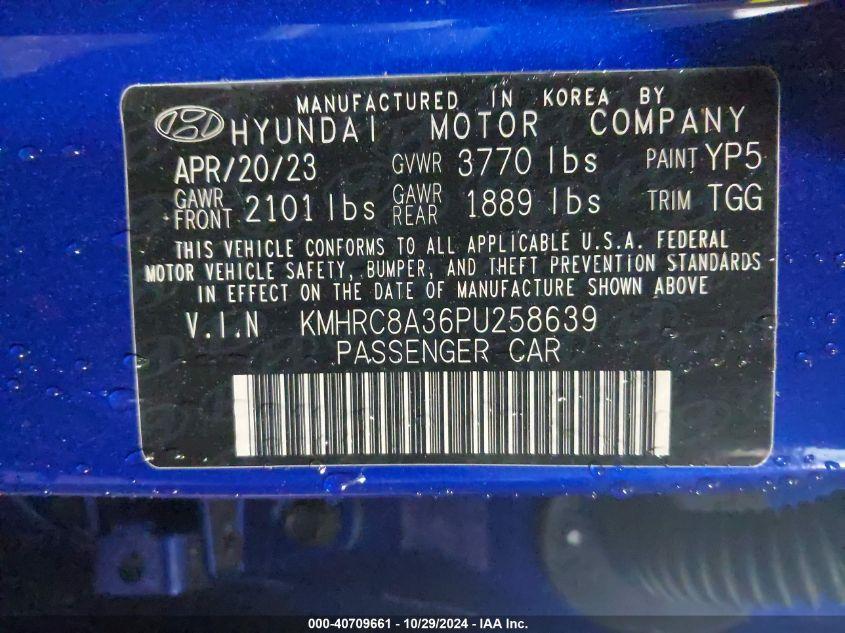 MANUFACTURED IN KOREA BY
HYUNDAI MOTOR COMPANY
APR/20/23 GVWR 3770 lbs PAINT YP5
GAWR FRONT 2101 lbs GAWR REAR 1889 lbs TRIM TGG
THIS VEHICLE CONFORMS TO ALL APPLICABLE U.S.A. FEDERAL
MOTOR VEHICLE SAFETY, BUMPER, AND THEFT PREVENTION STANDARDS
IN EFFECT ON THE DATE OF MANUFACTURE SHOWN ABOVE
V.I.N KMHRC8A36PU258639
PASSENGER CAR
000-40709661 - 10/29/2024 - IAA Inc.